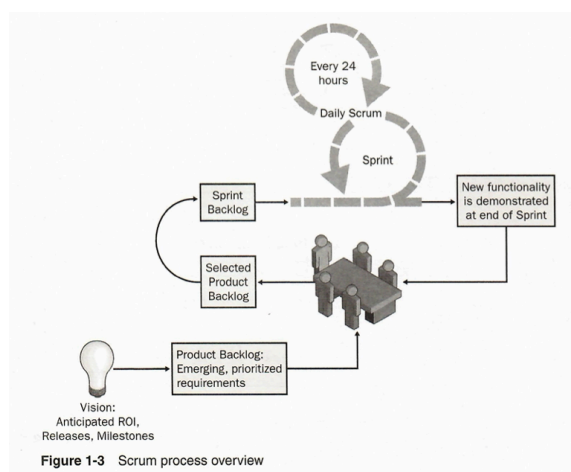 Every 24
hours
Daily Scrum
Sprint
Sprint
Backlog
New functionality
is demonstrated
at end of Sprint
Selected
Product
Backlog
Product Backlog:
Emerging, prioritized
requirements
Vision:
Anticipated ROI,
Releases, Milestones
Figure 1-3 Scrum process overview